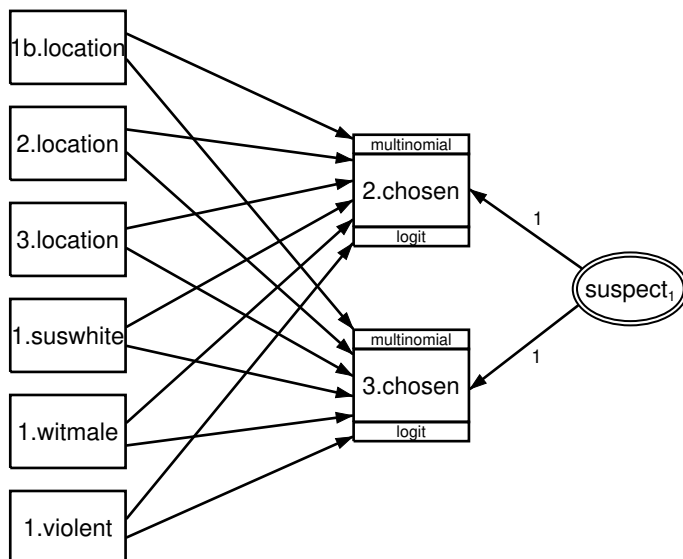 1b.location
2.location
3.location
1.suswhite
1.witmale
1.violent
multinomial
2.chosen
logit
multinomial
3.chosen
logit
1
1
suspect₁